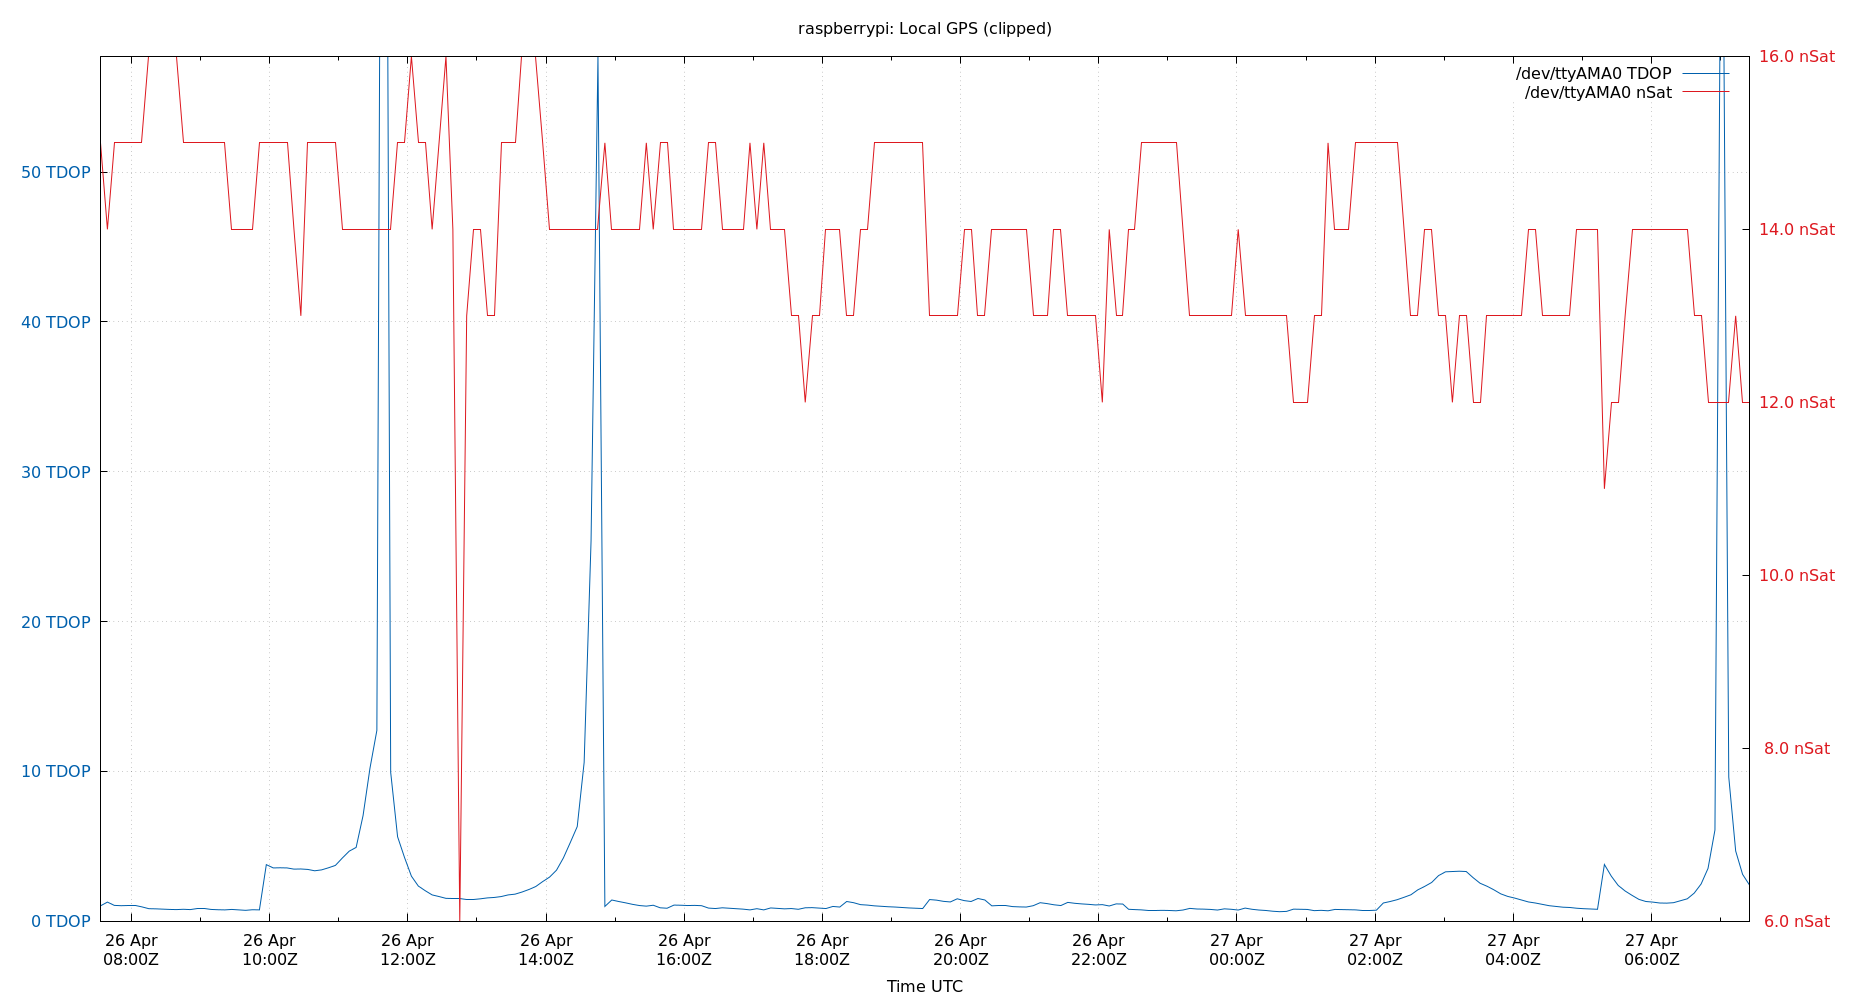 raspberrypi: Local GPS (clipped)
/dev/ttyAMA0 TDOP
/dev/ttyAMA0 nSat
50 TDOP
40 TDOP
30 TDOP
20 TDOP
10 TDOP
0 TDOP
16.0 nSat
14.0 nSat
12.0 nSat
10.0 nSat
8.0 nSat
6.0 nSat
26 Apr
08:00Z
26 Apr
10:00Z
26 Apr
12:00Z
26 Apr
14:00Z
26 Apr
16:00Z
26 Apr
18:00Z
26 Apr
20:00Z
26 Apr
22:00Z
27 Apr
00:00Z
27 Apr
02:00Z
27 Apr
04:00Z
27 Apr
06:00Z
Time UTC